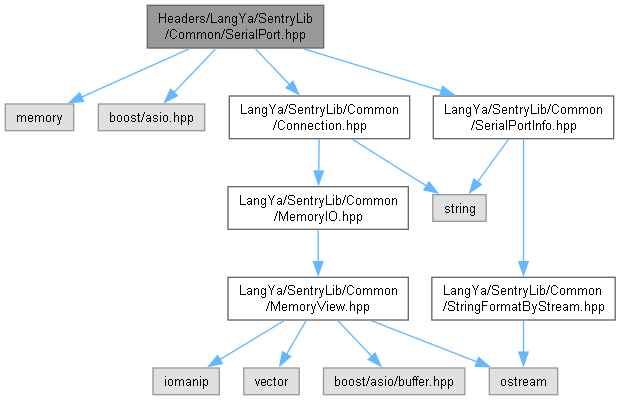 Headers/LangYa/SentryLib
/Common/SerialPort.hpp
memory
boost/asio.hpp
LangYa/SentryLib/Common
/Connection.hpp
LangYa/SentryLib/Common
/SerialPortInfo.hpp
LangYa/SentryLib/Common
/MemoryIO.hpp
string
LangYa/SentryLib/Common
/MemoryView.hpp
LangYa/SentryLib/Common
/StringFormatByStream.hpp
iomanip
vector
boost/asio/buffer.hpp
ostream